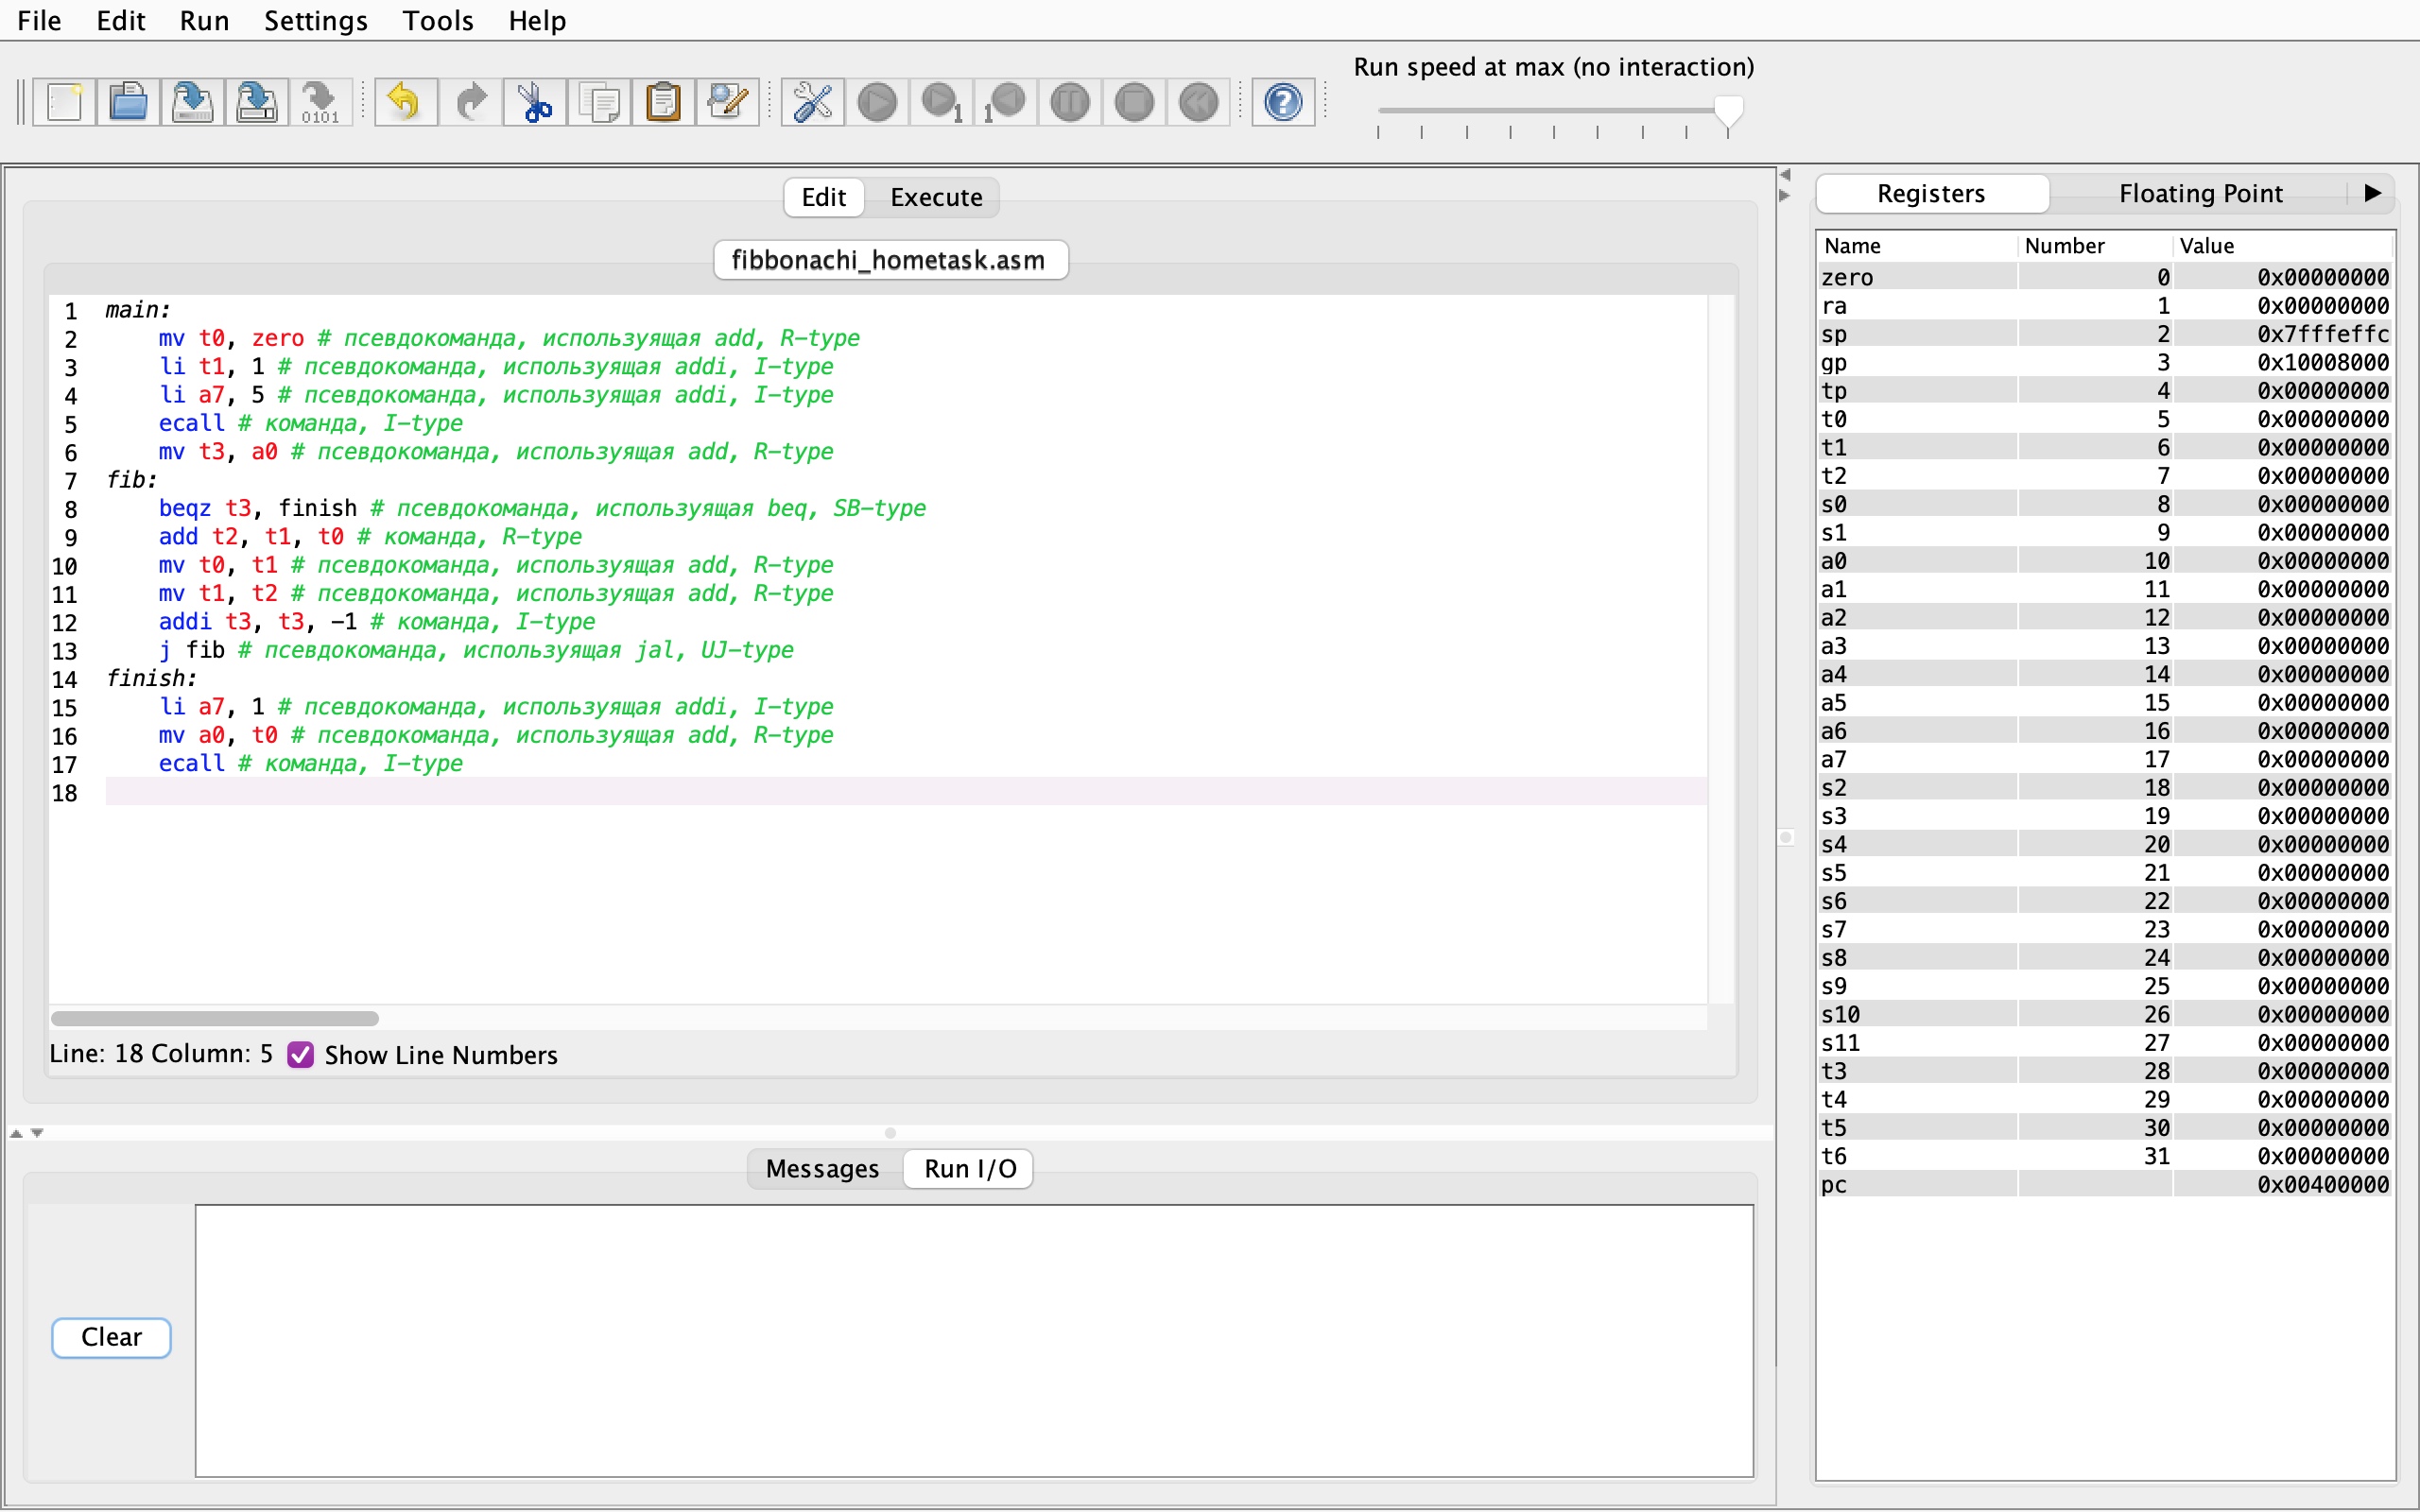 File Edit Run Settings Tools Help
Run speed at max (no interaction)
0101
1 1
Edit Execute
fibbonachi_hometask.asm
1 main:
2 mv t0, zero # псевдокоманда, используящая add, R-type
3 li t1, 1 # псевдокоманда, используящая addi, I-type
4 li a7, 5 # псевдокоманда, используящая addi, I-type
5 ecall # команда, I-type
6 mv t3, a0 # псевдокоманда, используящая add, R-type
7 fib:
8 beqz t3, finish # псевдокоманда, используящая beq, SB-type
9 add t2, t1, t0 # команда, R-type
10 mv t0, t1 # псевдокоманда, используящая add, R-type
11 mv t1, t2 # псевдокоманда, используящая add, R-type
12 addi t3, t3, -1 # команда, I-type
13 j fib # псевдокоманда, используящая jal, UJ-type
14 finish:
15 li a7, 1 # псевдокоманда, используящая addi, I-type
16 mv a0, t0 # псевдокоманда, используящая add, R-type
17 ecall # команда, I-type
18
Line: 18 Column: 5 Show Line Numbers
Messages Run I/O
Clear
Registers Floating Point
Name Number Value
zero 0 0x00000000
ra 1 0x00000000
sp 2 0x7fffeffc
gp 3 0x10008000
tp 4 0x00000000
t0 5 0x00000000
t1 6 0x00000000
t2 7 0x00000000
s0 8 0x00000000
s1 9 0x00000000
a0 10 0x00000000
a1 11 0x00000000
a2 12 0x00000000
a3 13 0x00000000
a4 14 0x00000000
a5 15 0x00000000
a6 16 0x00000000
a7 17 0x00000000
s2 18 0x00000000
s3 19 0x00000000
s4 20 0x00000000
s5 21 0x00000000
s6 22 0x00000000
s7 23 0x00000000
s8 24 0x00000000
s9 25 0x00000000
s10 26 0x00000000
s11 27 0x00000000
t3 28 0x00000000
t4 29 0x00000000
t5 30 0x00000000
t6 31 0x00000000
pc 0x00400000